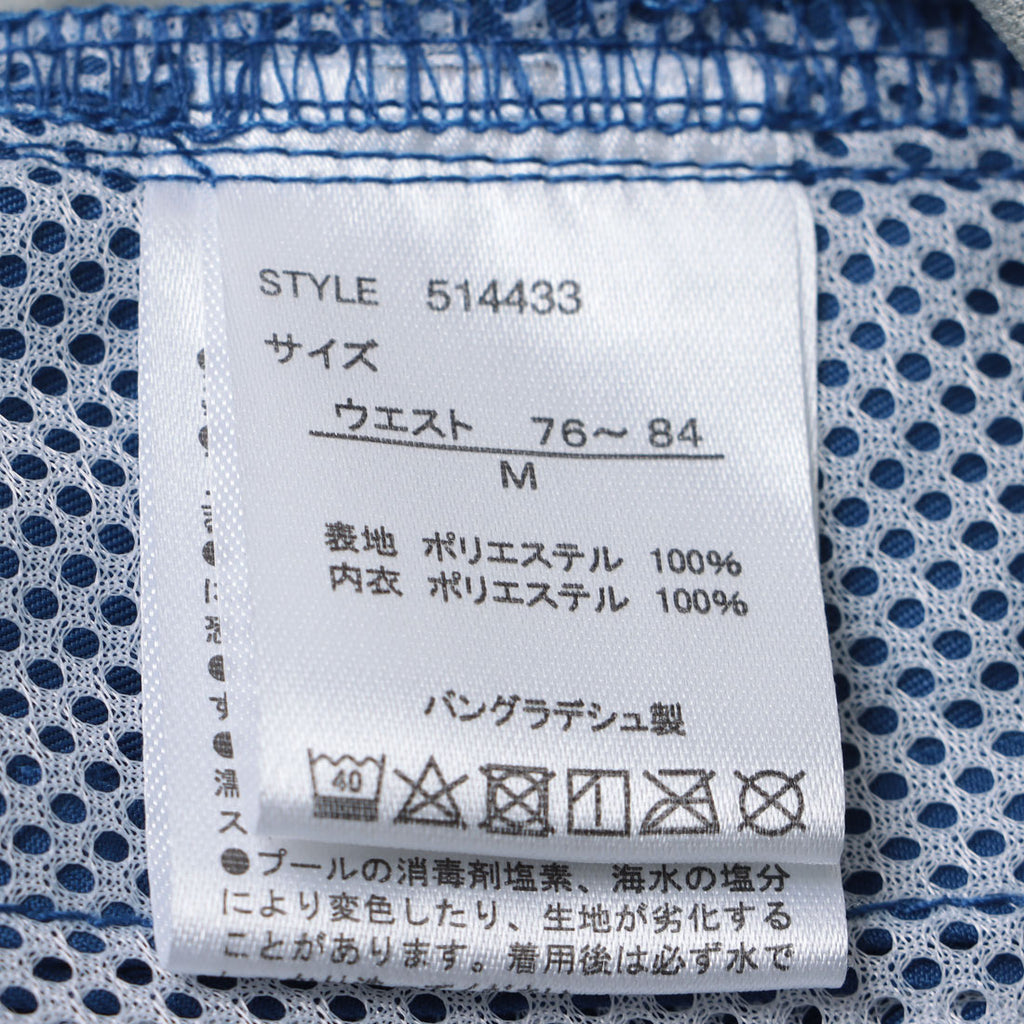 STYLE 514433
サイズ
ウエスト 76～84
M
表地 ポリエステル 100%
内衣 ポリエステル 100%
バングラデシュ製
40
●プールの消毒剤塩素、海水の塩分
により変色したり、生地が劣化する
ことがあります。着用後は必ず水で